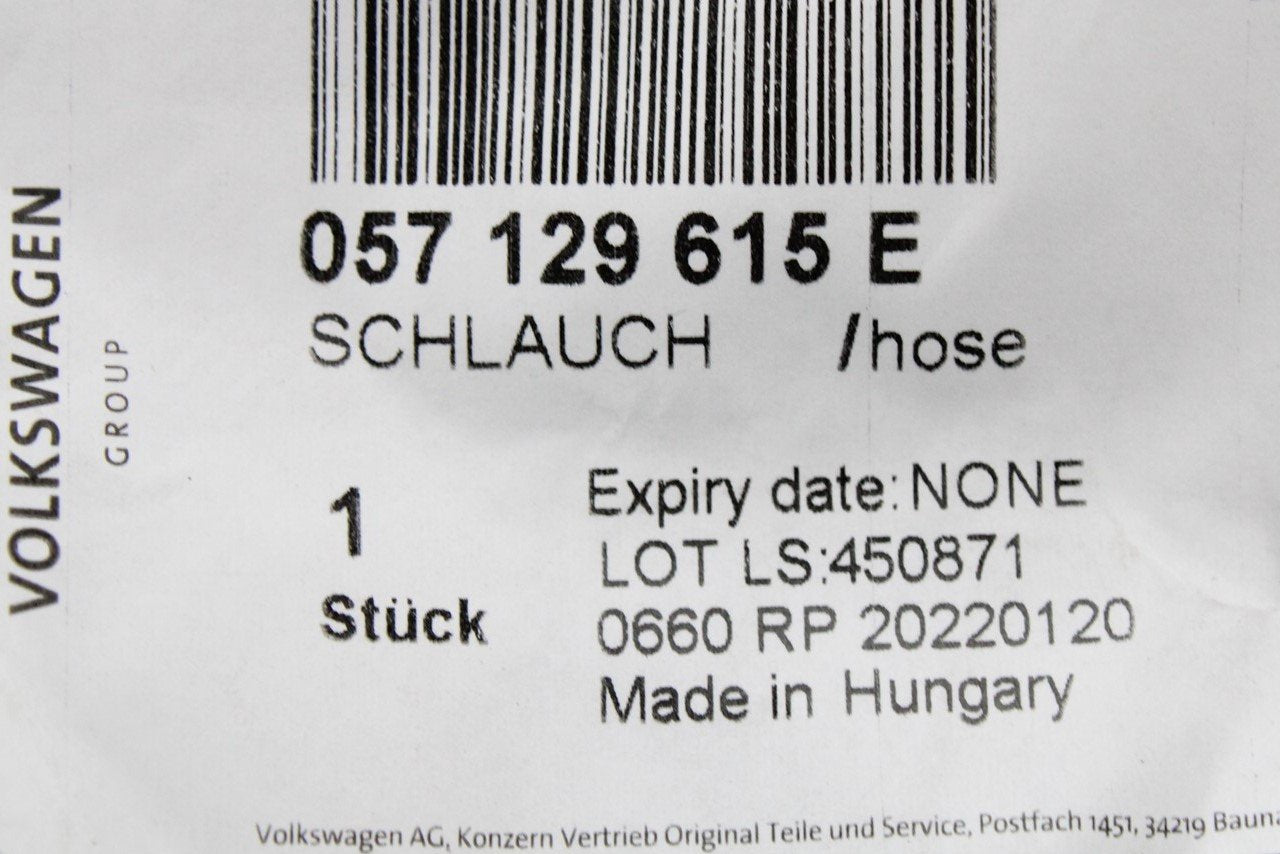 VOLKSWAGEN
GROUP
057 129 615 E
SCHLAUCH /hose
1
Stück
Expiry date: NONE
LOT LS:450871
0660 RP 20220120
Made in Hungary
Volkswagen AG, Konzern Vertrieb Original Teile und Service, Postfach 1451, 34219